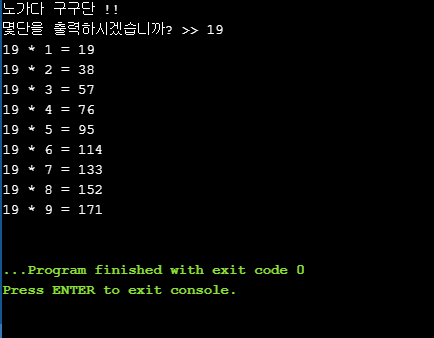 노가다 구구단 !!
몇단을 출력하시겠습니까? >> 19
19 * 1 = 19
19 * 2 = 38
19 * 3 = 57
19 * 4 = 76
19 * 5 = 95
19 * 6 = 114
19 * 7 = 133
19 * 8 = 152
19 * 9 = 171
...Program finished with exit code 0
Press ENTER to exit console.